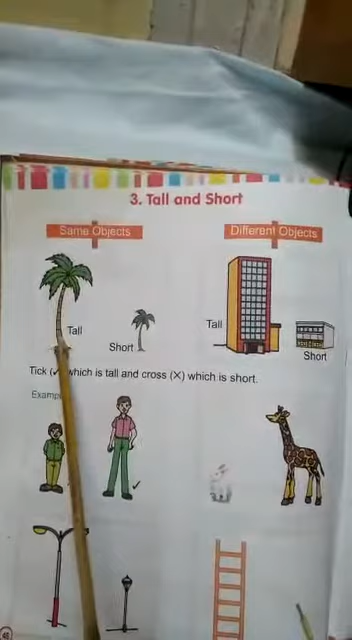 3. Tall and Short
Same Objects
Different Objects
Tall
Short
Tall
Short
Tick (✓ which is tall and cross (X) which is short.